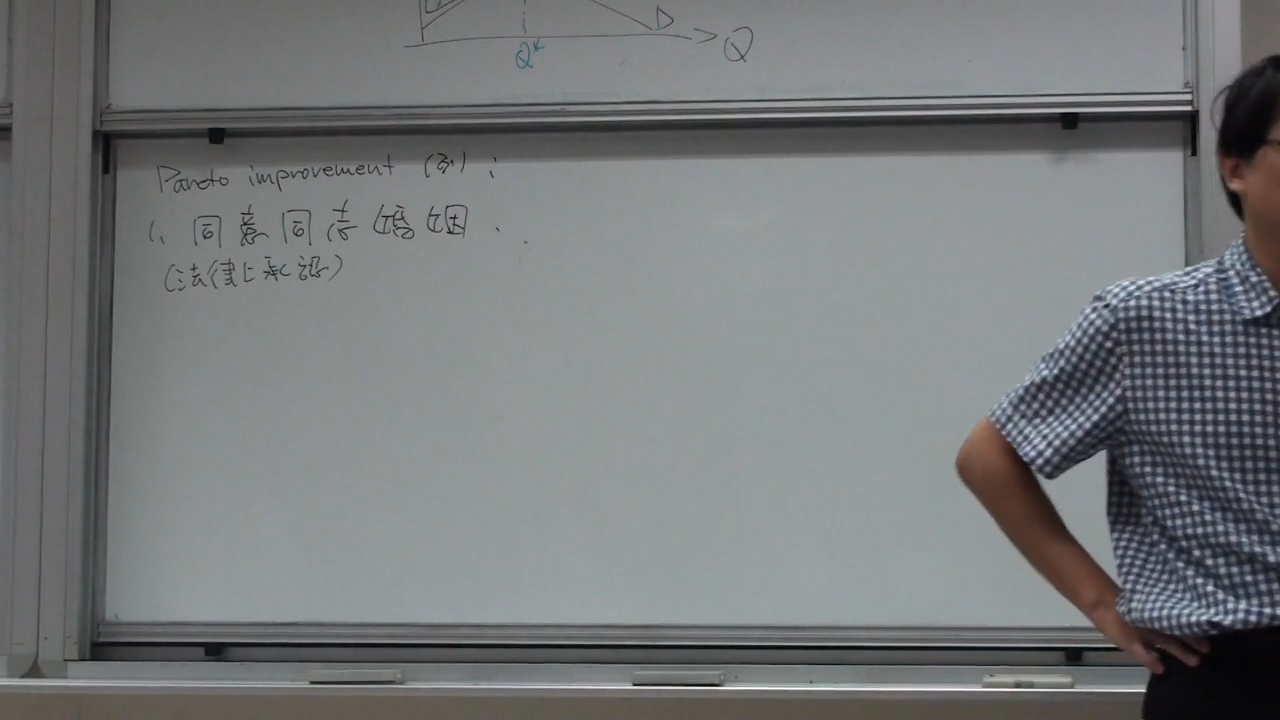 D
Q*
Q
Pareto improvement (例):
1. 同意同志婚姻.
(法律上承認)